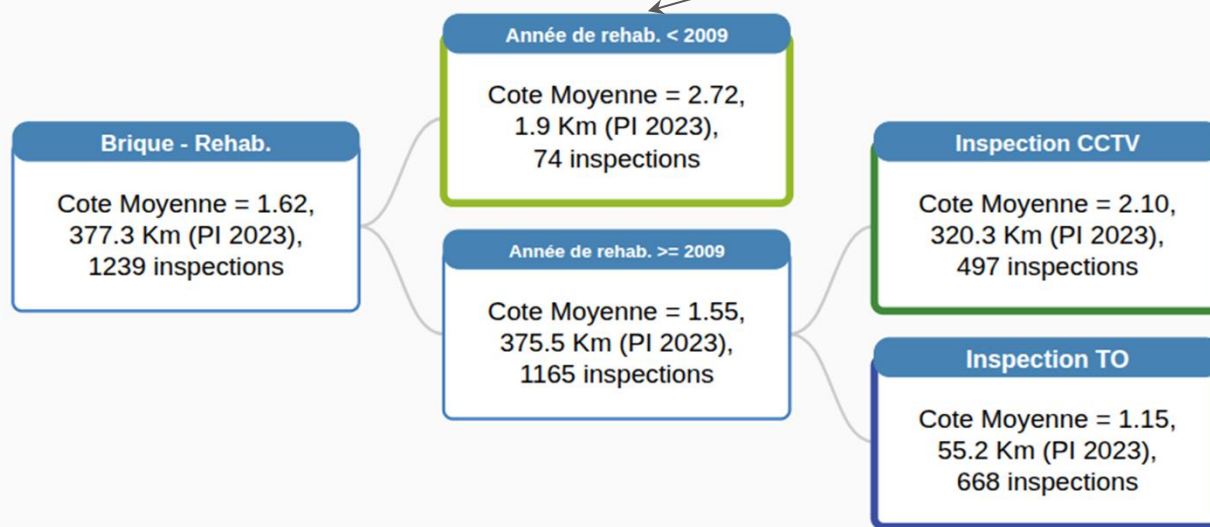 Année de rehab. < 2009
Cote Moyenne = 2.72,
1.9 Km (PI 2023),
74 inspections
Brique - Rehab.
Cote Moyenne = 1.62,
377.3 Km (PI 2023),
1239 inspections
Année de rehab. >= 2009
Cote Moyenne = 1.55,
375.5 Km (PI 2023),
1165 inspections
Inspection CCTV
Cote Moyenne = 2.10,
320.3 Km (PI 2023),
497 inspections
Inspection TO
Cote Moyenne = 1.15,
55.2 Km (PI 2023),
668 inspections